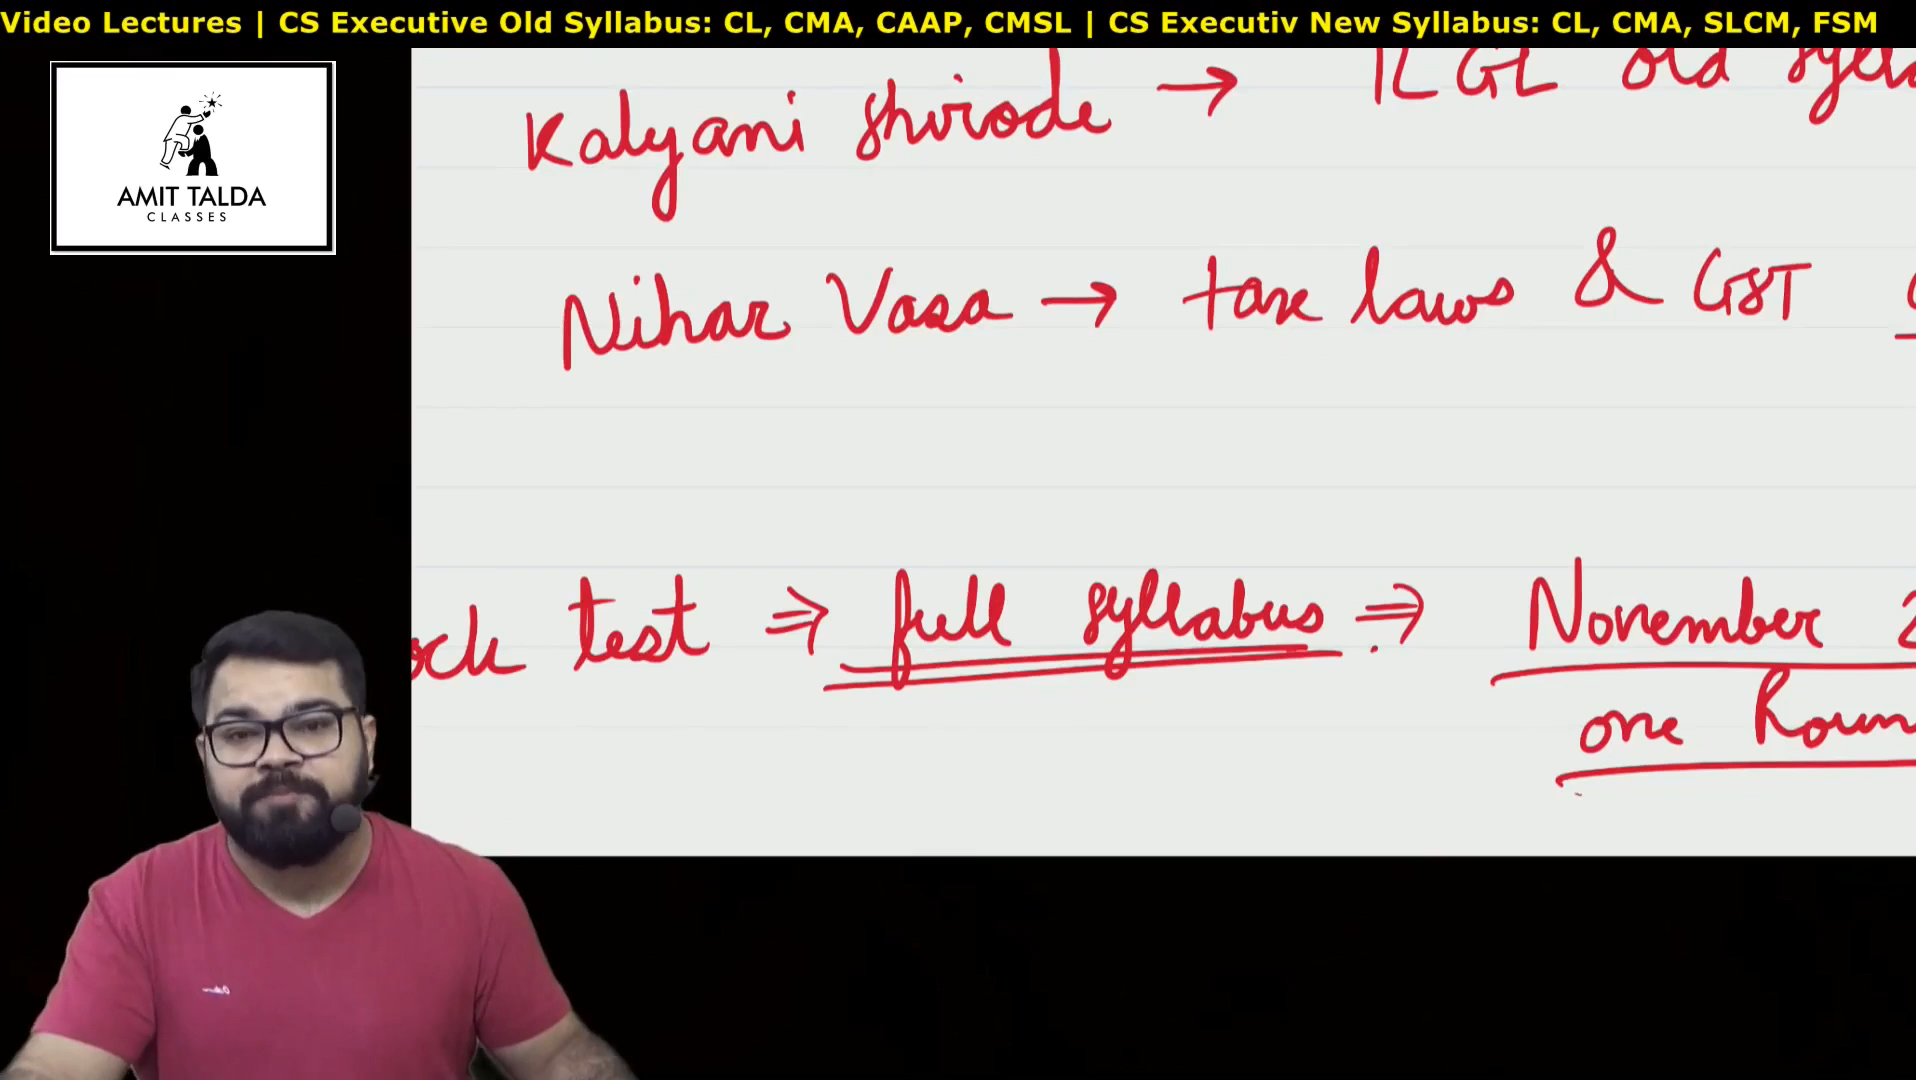 Video Lectures | CS Executive Old Syllabus: CL, CMA, CAAP, CMSL | CS Executiv New Syllabus: CL, CMA, SLCM, FSM
AMIT TALDA
CLASSES
Kalyani Shirode → ILGL old
Nihar Vasa → tax laws & GST
test ⇒ full syllabus ⇒ November
one